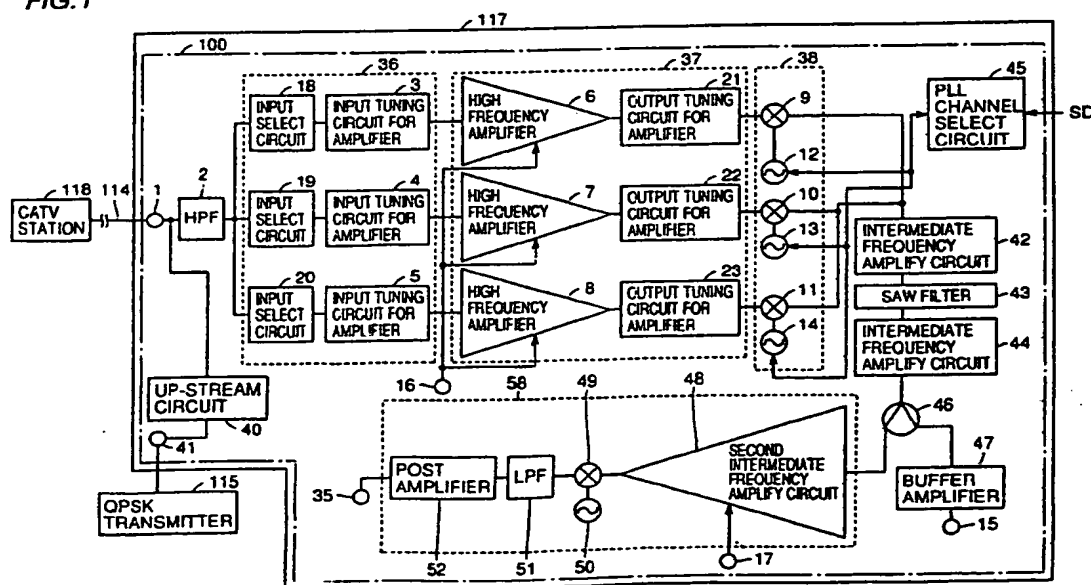 FIG.1
117
100
36
37
38
45
18
3
6
21
9
INPUT
SELECT
CIRCUIT
INPUT TUNING
CIRCUIT FOR
AMPLIFIER
HIGH
FREQUENCY
AMPLIFIER
OUTPUT TUNING
CIRCUIT FOR
AMPLIFIER
PLL
CHANNEL
SELECT
CIRCUIT
SD
12
118
114
1
2
19
4
7
22
10
CATV
STATION
HPF
INPUT
SELECT
CIRCUIT
INPUT TUNING
CIRCUIT FOR
AMPLIFIER
HIGH
FREQUENCY
AMPLIFIER
OUTPUT TUNING
CIRCUIT FOR
AMPLIFIER
13
INTERMEDIATE
FREQUENCY
AMPLIFY CIRCUIT
42
20
5
8
23
11
INPUT
SELECT
CIRCUIT
INPUT TUNING
CIRCUIT FOR
AMPLIFIER
HIGH
FREQUENCY
AMPLIFIER
OUTPUT TUNING
CIRCUIT FOR
AMPLIFIER
14
SAW FILTER
43
INTERMEDIATE
FREQUENCY
AMPLIFY CIRCUIT
44
16
58
49
48
46
UP-STREAM
CIRCUIT
40
41
47
115
QPSK
TRANSMITTER
35
POST
AMPLIFIER
LPF
SECOND
INTERMEDIATE
FREQUENCY
AMPLIFY CIRCUIT
BUFFER
AMPLIFIER
15
52
51
50
17